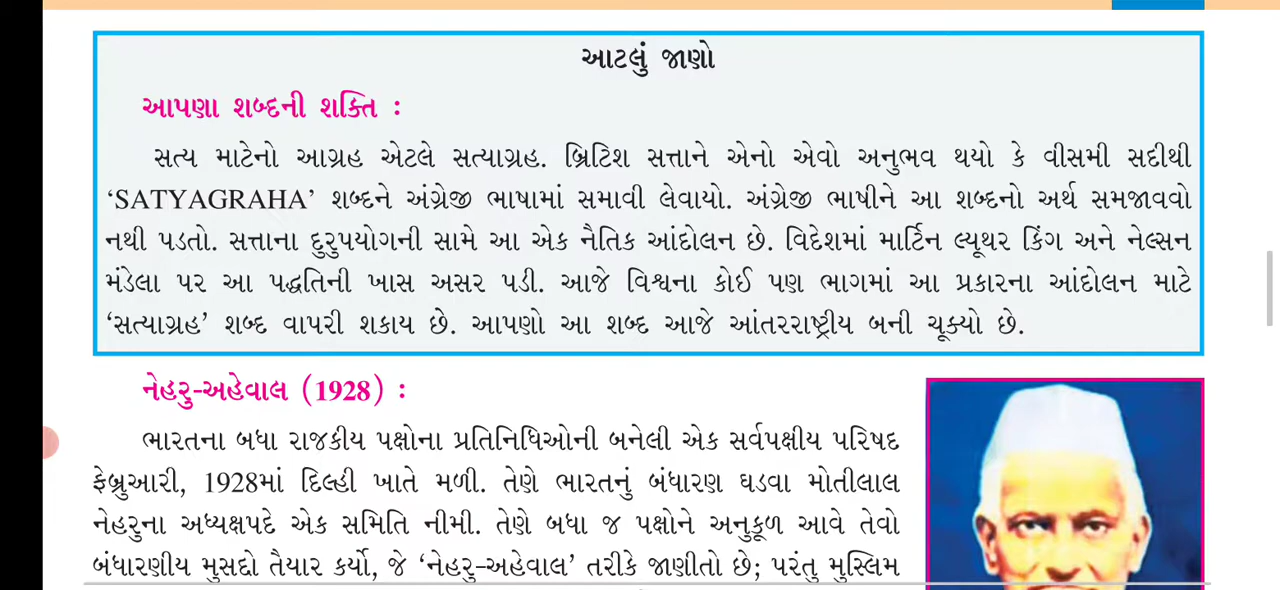 આટલું જાણો
આપણા શબ્દની શક્તિ :
સત્ય માટેનો આગ્રહ એટલે સત્યાગ્રહ. બ્રિટિશ સત્તાને એનો એવો અનુભવ થયો કે વીસમી સદીથી
‘SATYAGRAHA’ શબ્દને અંગ્રેજી ભાષામાં સમાવી લેવાયો. અંગ્રેજી ભાષીને આ શબ્દનો અર્થ સમજાવવો
નથી પડતો. સત્તાના દુરુપયોગની સામે આ એક નૈતિક આંદોલન છે. વિદેશમાં માર્ટિન લ્યૂથર કિંગ અને નેલ્સન
મંડેલા પર આ પદ્ધતિની ખાસ અસર પડી. આજે વિશ્વના કોઈ પણ ભાગમાં આ પ્રકારના આંદોલન માટે
‘સત્યાગ્રહ’ શબ્દ વાપરી શકાય છે. આપણો આ શબ્દ આજે આંતરરાષ્ટ્રીય બની ચૂક્યો છે.
નેહરુ-અહેવાલ (1928) :
ભારતના બધા રાજકીય પક્ષોના પ્રતિનિધિઓની બનેલી એક સર્વપક્ષીય પરિષદ
ફેબ્રુઆરી, 1928માં દિલ્હી ખાતે મળી. તેણે ભારતનું બંધારણ ઘડવા મોતીલાલ
નેહરુના અધ્યક્ષપદે એક સમિતિ નીમી. તેણે બધા જ પક્ષોને અનુકૂળ આવે તેવો
બંધારણીય મુસદ્દો તૈયાર કર્યો, જે ‘નેહરુ-અહેવાલ’ તરીકે જાણીતો છે; પરંતુ મુસ્લિમ